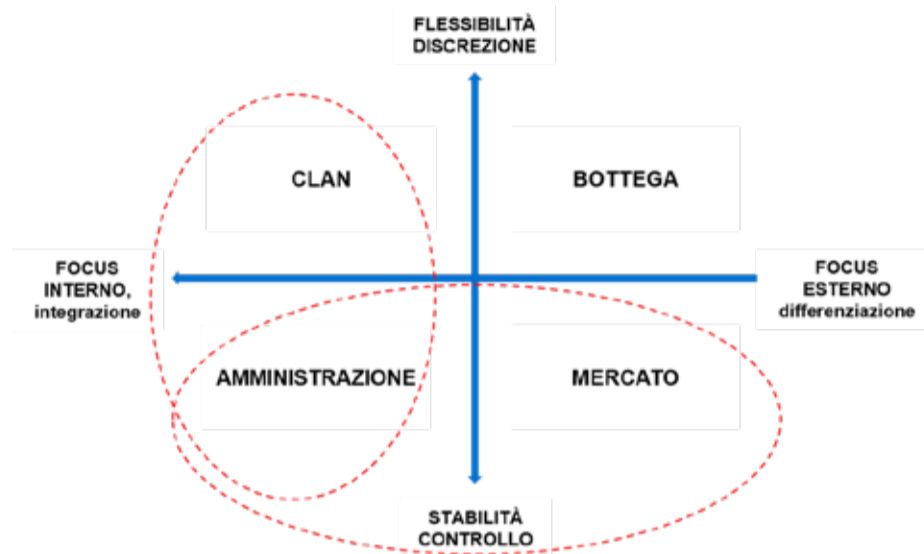 FLESSIBILITÀ
DISCREZIONE
CLAN
BOTTEGA
FOCUS
INTERNO,
integrazione
FOCUS
ESTERNO
differenziazione
AMMINISTRAZIONE
MERCATO
STABILITÀ
CONTROLLO